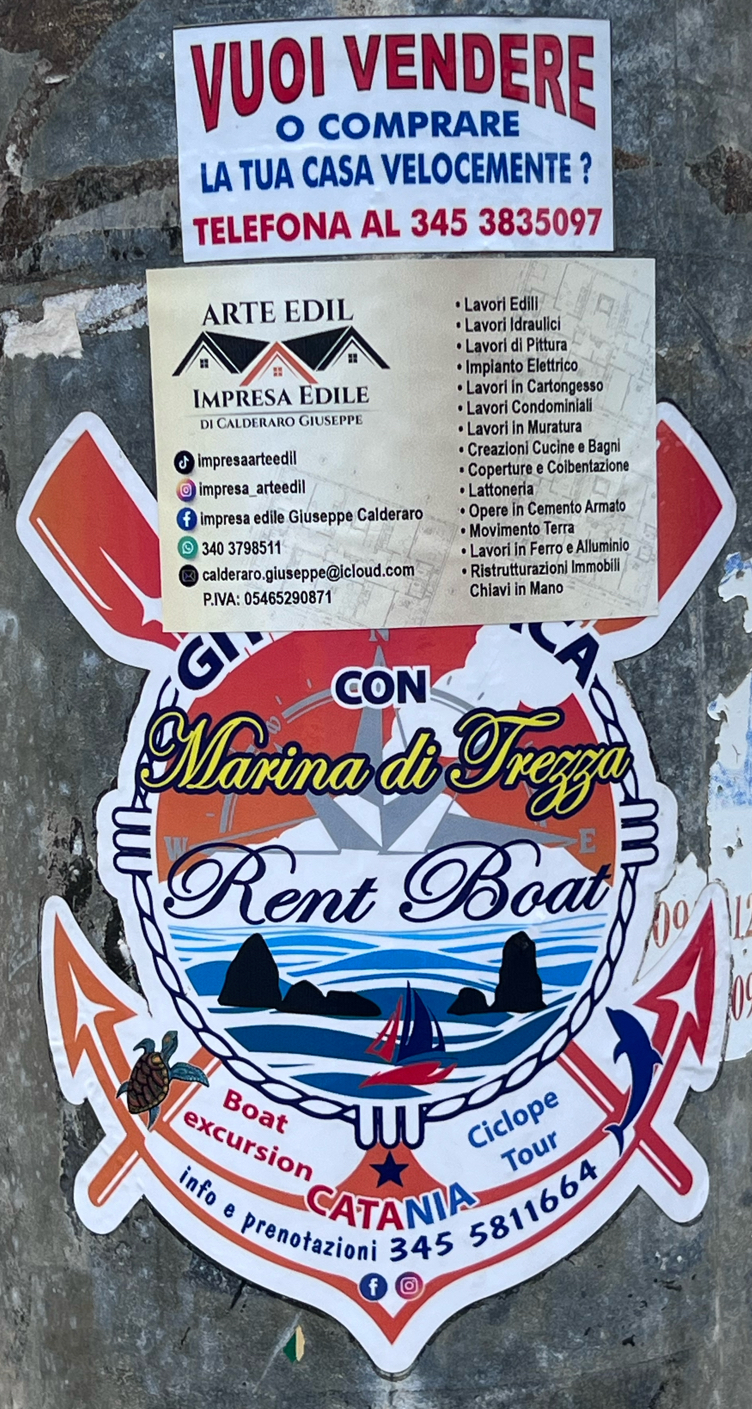 VUOI VENDERE
O COMPRARE
LA TUA CASA VELOCEMENTE ?
TELEFONA AL 345 3835097
ARTE EDIL
IMPRESA EDILE
DI CALDERARO GIUSEPPE
impresaarteedil
impresa_arteedil
impresa edile Giuseppe Calderaro
340 3798511
calderaro.giuseppe@icloud.com
P.IVA: 05465290871
• Lavori Edili
• Lavori Idraulici
• Lavori di Pittura
• Impianto Elettrico
• Lavori in Cartongesso
• Lavori Condominiali
• Lavori in Muratura
• Creazioni Cucine e Bagni
• Coperture e Coibentazione
• Lattoneria
• Opere in Cemento Armato
• Movimento Terra
• Lavori in Ferro e Alluminio
• Ristrutturazioni Immobili
Chiavi in Mano
N
CON
Marina di Trezza
W E
Rent Boat
Boat
excursion
Ciclope
Tour
CATANIA
info e prenotazioni 345 5811664